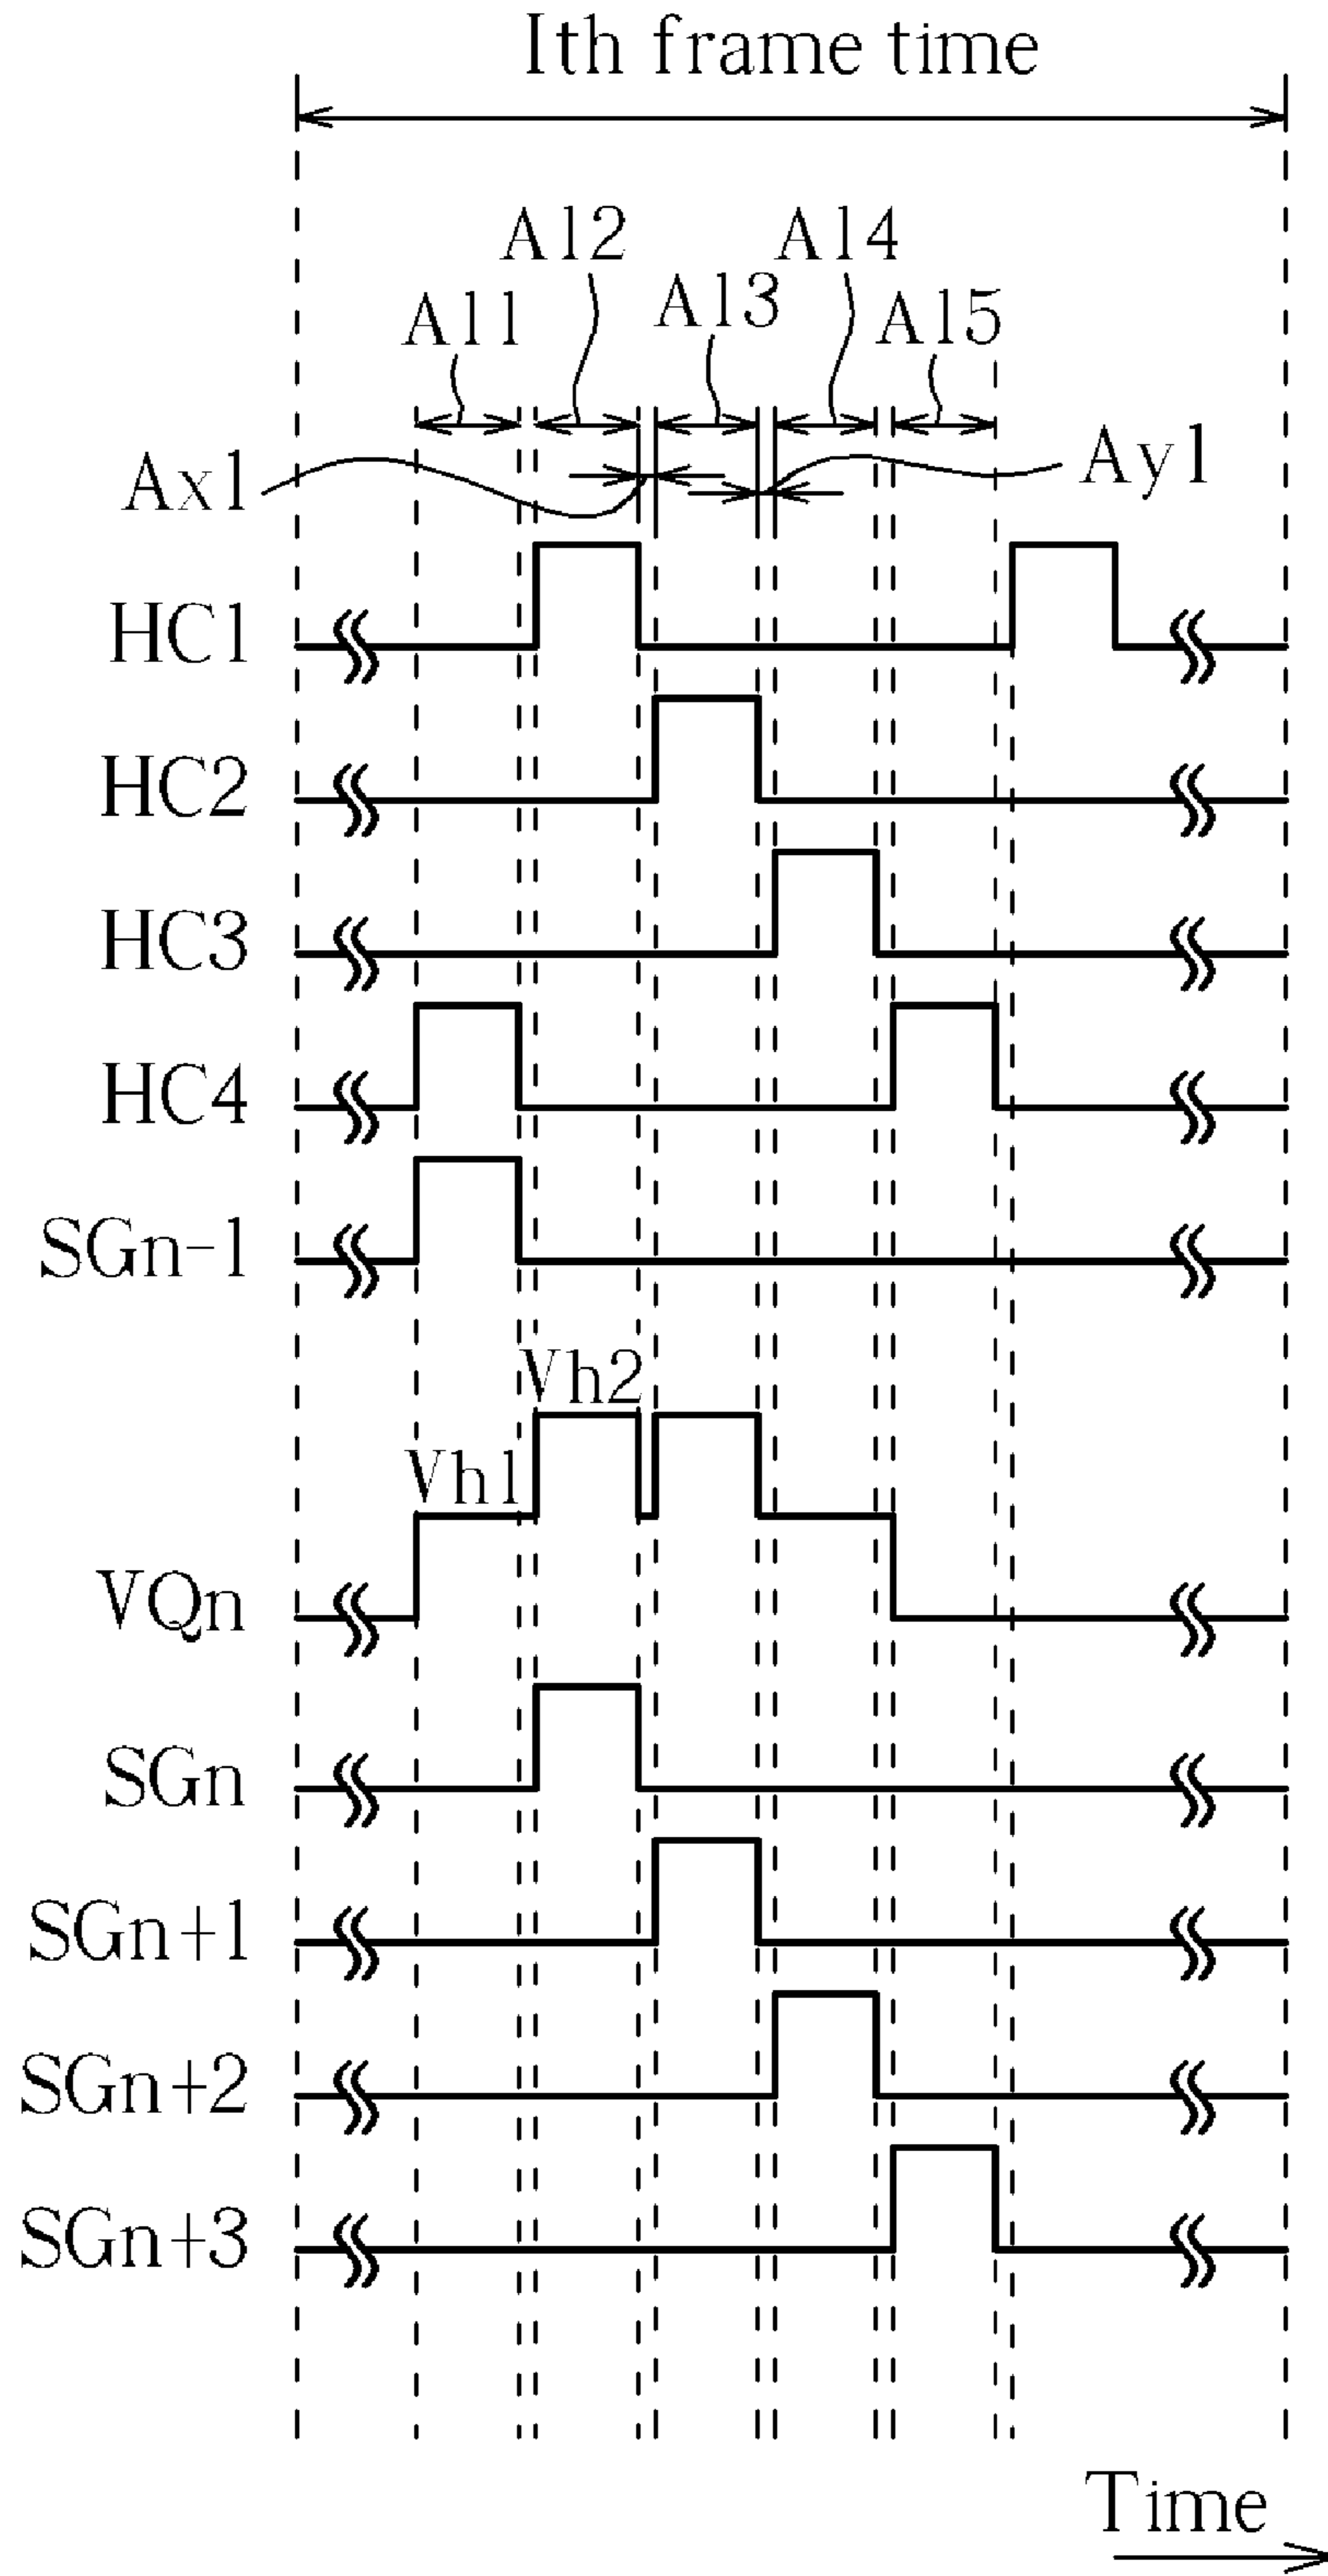 Ith frame time
A12
A14
A13
A11
A15
Ax1
Ay1
HC1
HC2
HC3
HC4
SGn-1
Vh2
Vh1
VQn
SGn
SGn+1
SGn+2
SGn+3
Time